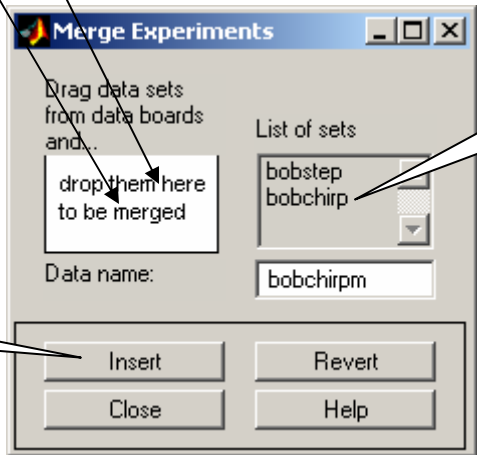 Merge Experiments
Drag data sets
from data boards
and...
drop them here
to be merged
List of sets
bobstep
bobchirp
Data name:
bobchirpm
Insert
Revert
Close
Help